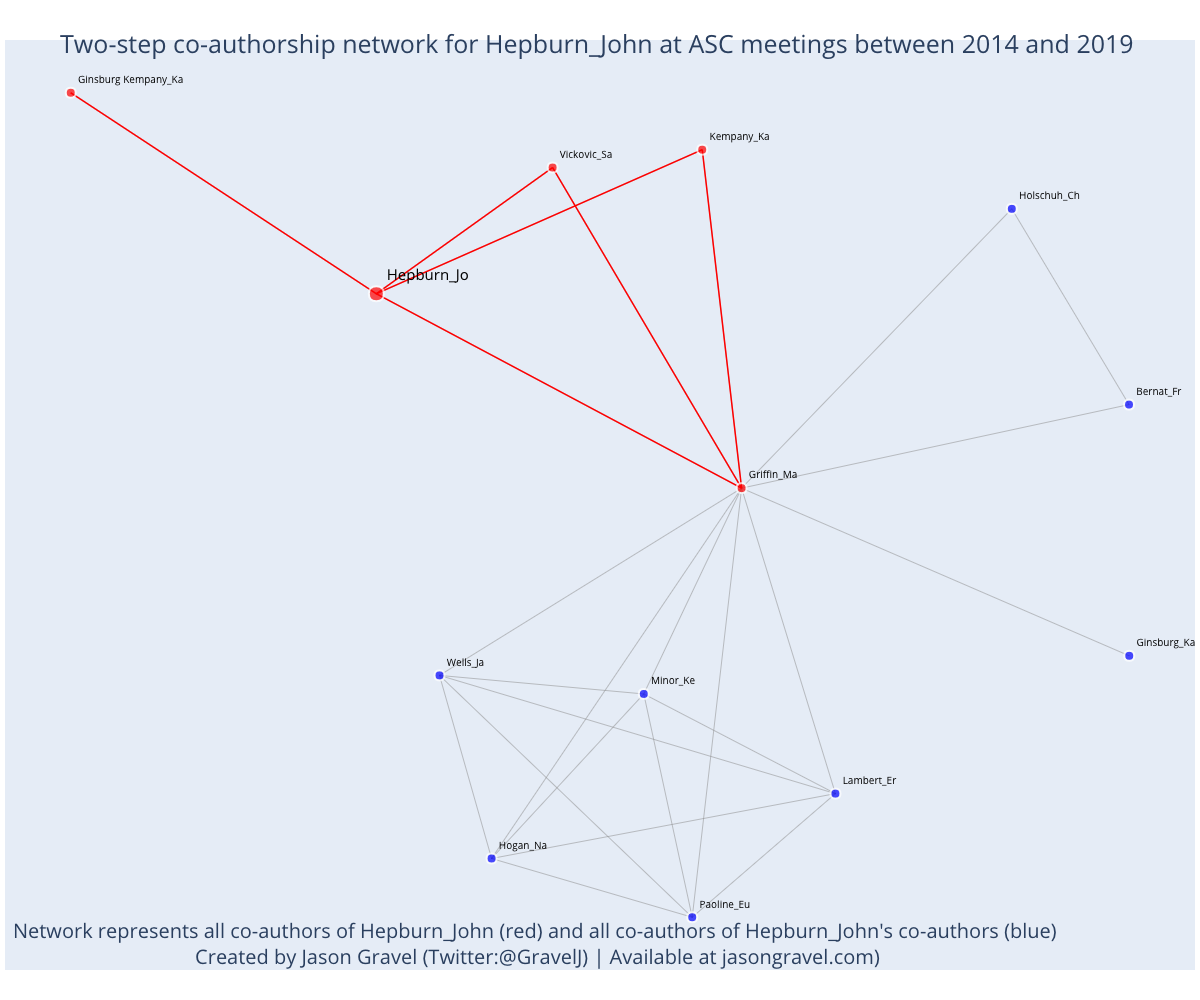 Two-step co-authorship network for Hepburn_John at ASC meetings between 2014 and 2019
Ginsburg Kempany_Ka
Kempany_Ka
Vickovic_Sa
Holschuh_Ch
Hepburn_Jo
Bernat_Fr
Griffin_Ma
Ginsburg_Ka
Wells_Ja
Minor_Ke
Lambert_Er
Hogan_Na
Paoline_Eu
Network represents all co-authors of Hepburn_John (red) and all co-authors of Hepburn_John's co-authors (blue)
Created by Jason Gravel (Twitter:@GravelJ) | Available at jasongravel.com)